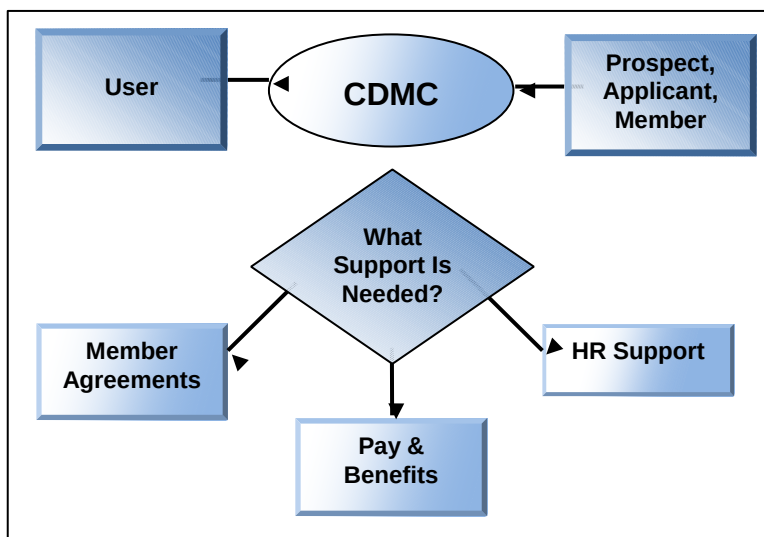 User
CDMC
Prospect,
Applicant,
Member
What
Support Is
Needed?
Member
Agreements
HR Support
Pay &
Benefits